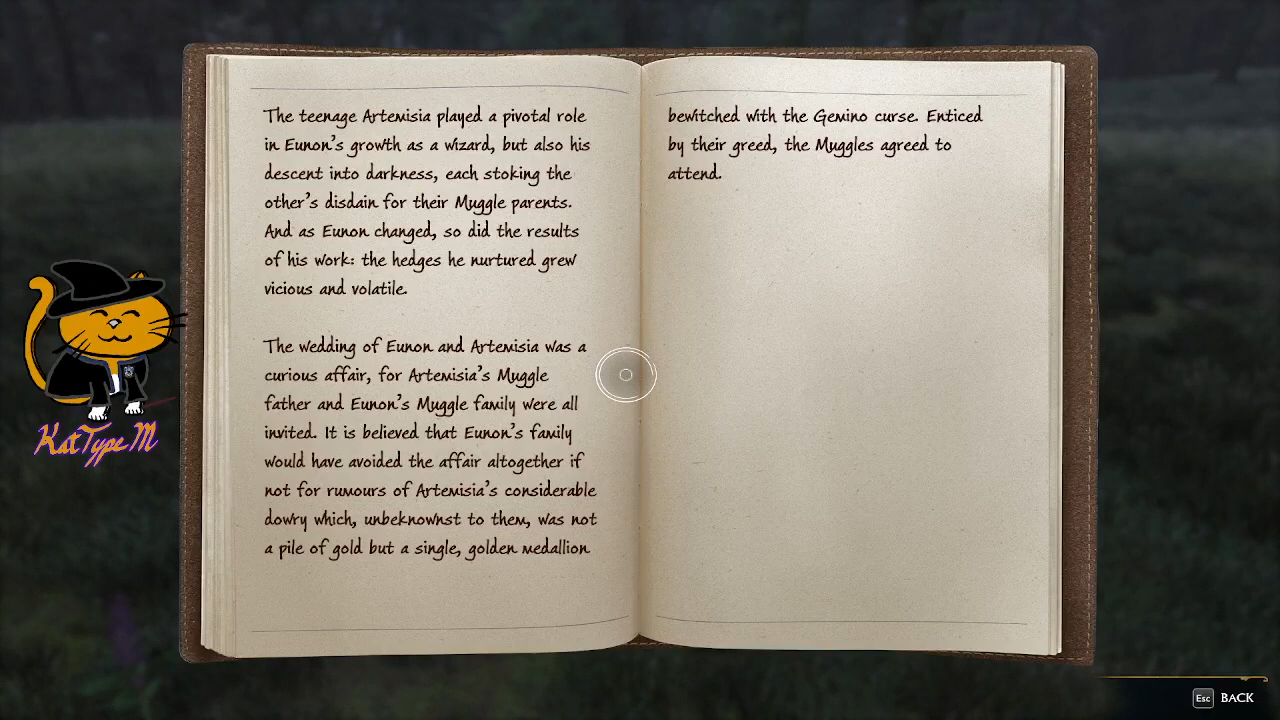 The teenage Artemisia played a pivotal role
in Eunon's growth as a wizard, but also his
descent into darkness, each stoking the
other's disdain for their Muggle parents.
And as Eunon changed, so did the results
of his work: the hedges he nurtured grew
vicious and volatile.
The wedding of Eunon and Artemisia was a
curious affair, for Artemisia's Muggle
father and Eunon's Muggle family were all
invited. It is believed that Eunon's family
would have avoided the affair altogether if
not for rumours of Artemisia's considerable
dowry which, unbeknownst to them, was not
a pile of gold but a single, golden medallion
bewitched with the Gemino curse. Enticed
by their greed, the Muggles agreed to
attend.
KatType M
Esc BACK